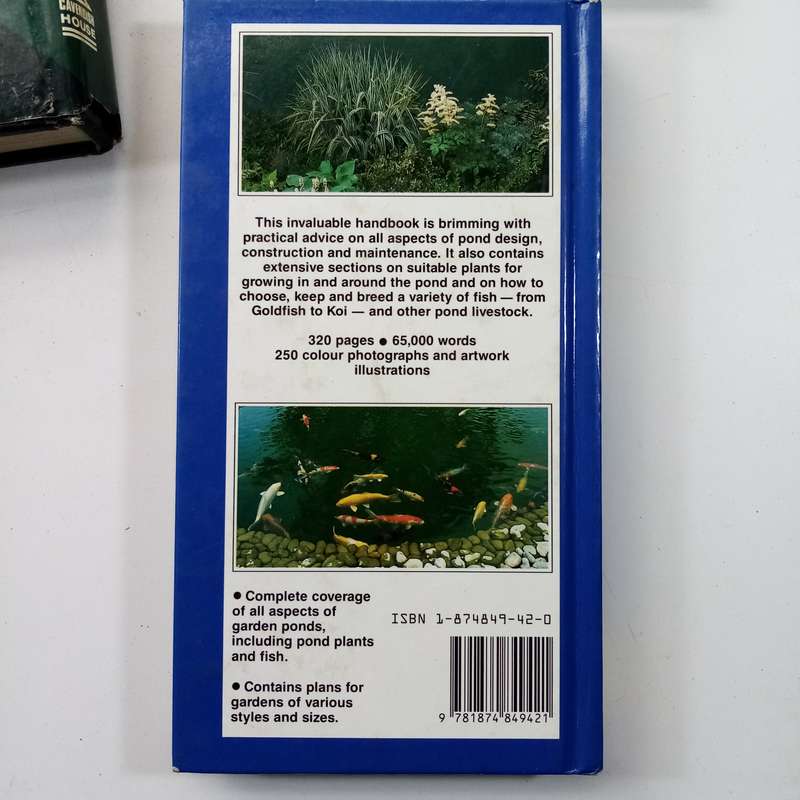 CAVENDISH
HOUSE
This invaluable handbook is brimming with
practical advice on all aspects of pond design,
construction and maintenance. It also contains
extensive sections on suitable plants for
growing in and around the pond and on how to
choose, keep and breed a variety of fish — from
Goldfish to Koi — and other pond livestock.
320 pages ● 65,000 words
250 colour photographs and artwork
illustrations
● Complete coverage
of all aspects of
garden ponds,
including pond plants
and fish.
● Contains plans for
gardens of various
styles and sizes.
ISBN 1-874849-42-0
9 781874 849421